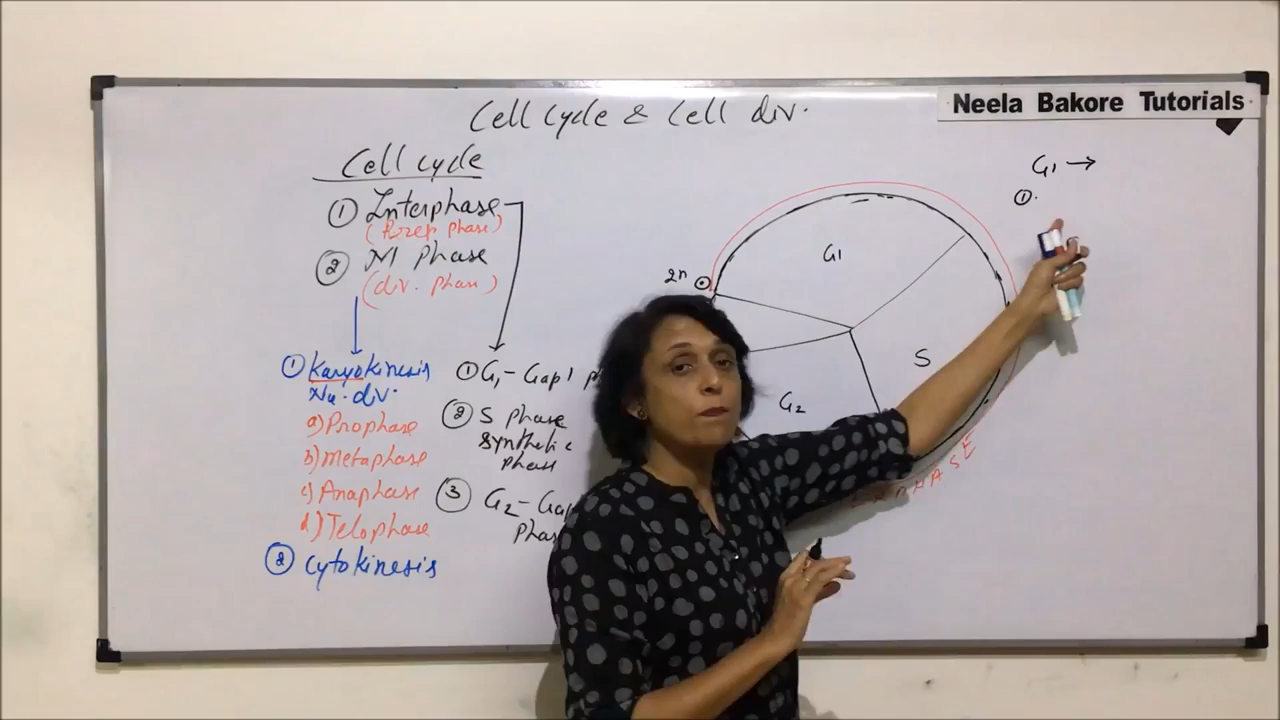 Cell Cycle & Cell div.
Neela Bakore Tutorials
Cell cycle
① Interphase
(Prep phase)
② M phase
(div. phase)
① Karyokinesis
Nu. div.
a) Prophase
b) Metaphase
c) Anaphase
d) Telophase
② Cytokinesis
① G1 - Gap 1 p
② S phase
synthetic
phase
③ G2 - Gap
phas
2n
G1
S
G2
PHASE
G1 →
①.